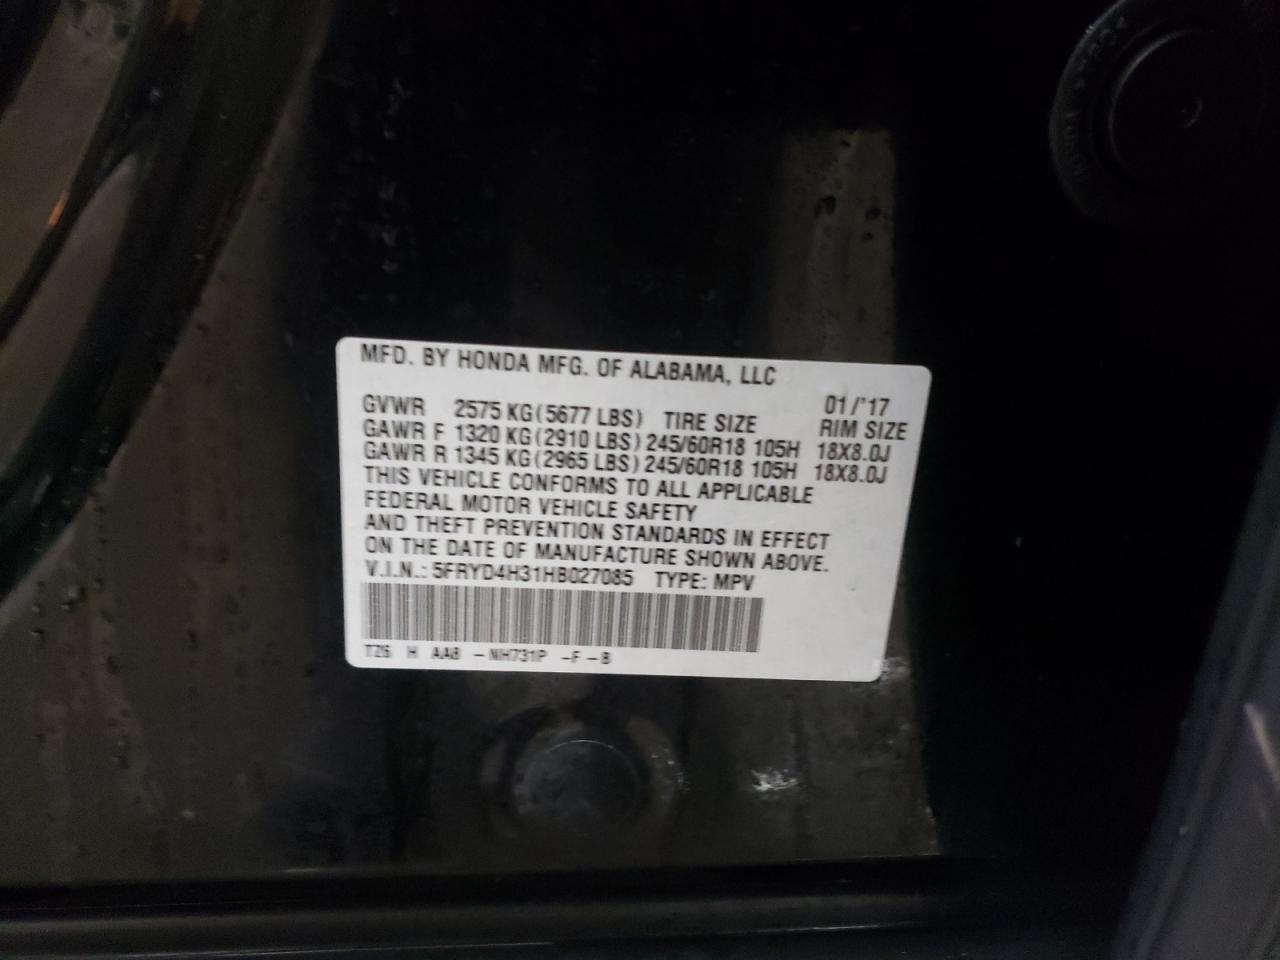 MFD. BY HONDA MFG. OF ALABAMA, LLC
01/'17
GVWR 2575 KG(5677 LBS) TIRE SIZE RIM SIZE
GAWR F 1320 KG(2910 LBS) 245/60R18 105H 18X8.0J
GAWR R 1345 KG(2965 LBS) 245/60R18 105H 18X8.0J
THIS VEHICLE CONFORMS TO ALL APPLICABLE
FEDERAL MOTOR VEHICLE SAFETY
AND THEFT PREVENTION STANDARDS IN EFFECT
ON THE DATE OF MANUFACTURE SHOWN ABOVE.
V.I.N.: 5FRYD4H31HB027085 TYPE: MPV
TZ6 H AAB -NH731P -F -B
HONDA